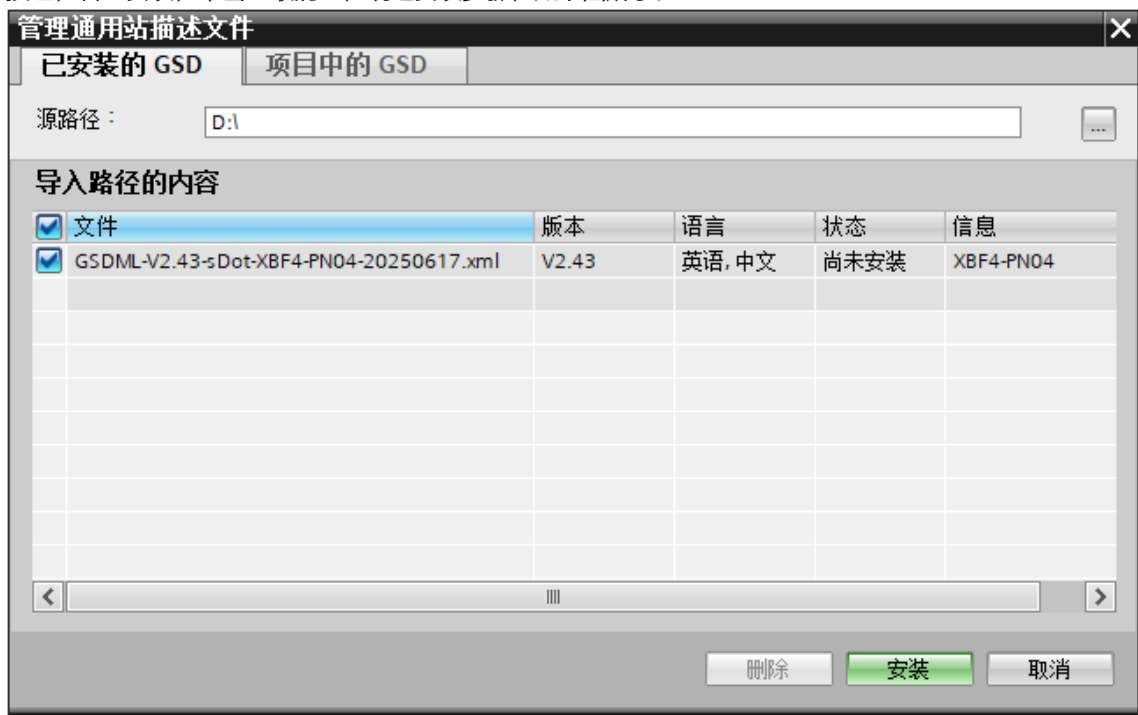 管理通用站描述文件
已安装的 GSD 项目中的 GSD
源路径： D:\ ...
导入路径的内容
文件 版本 语言 状态 信息
GSDML-V2.43-sDot-XBF4-PN04-20250617.xml V2.43 英语, 中文 尚未安装 XBF4-PN04
删除 安装 取消